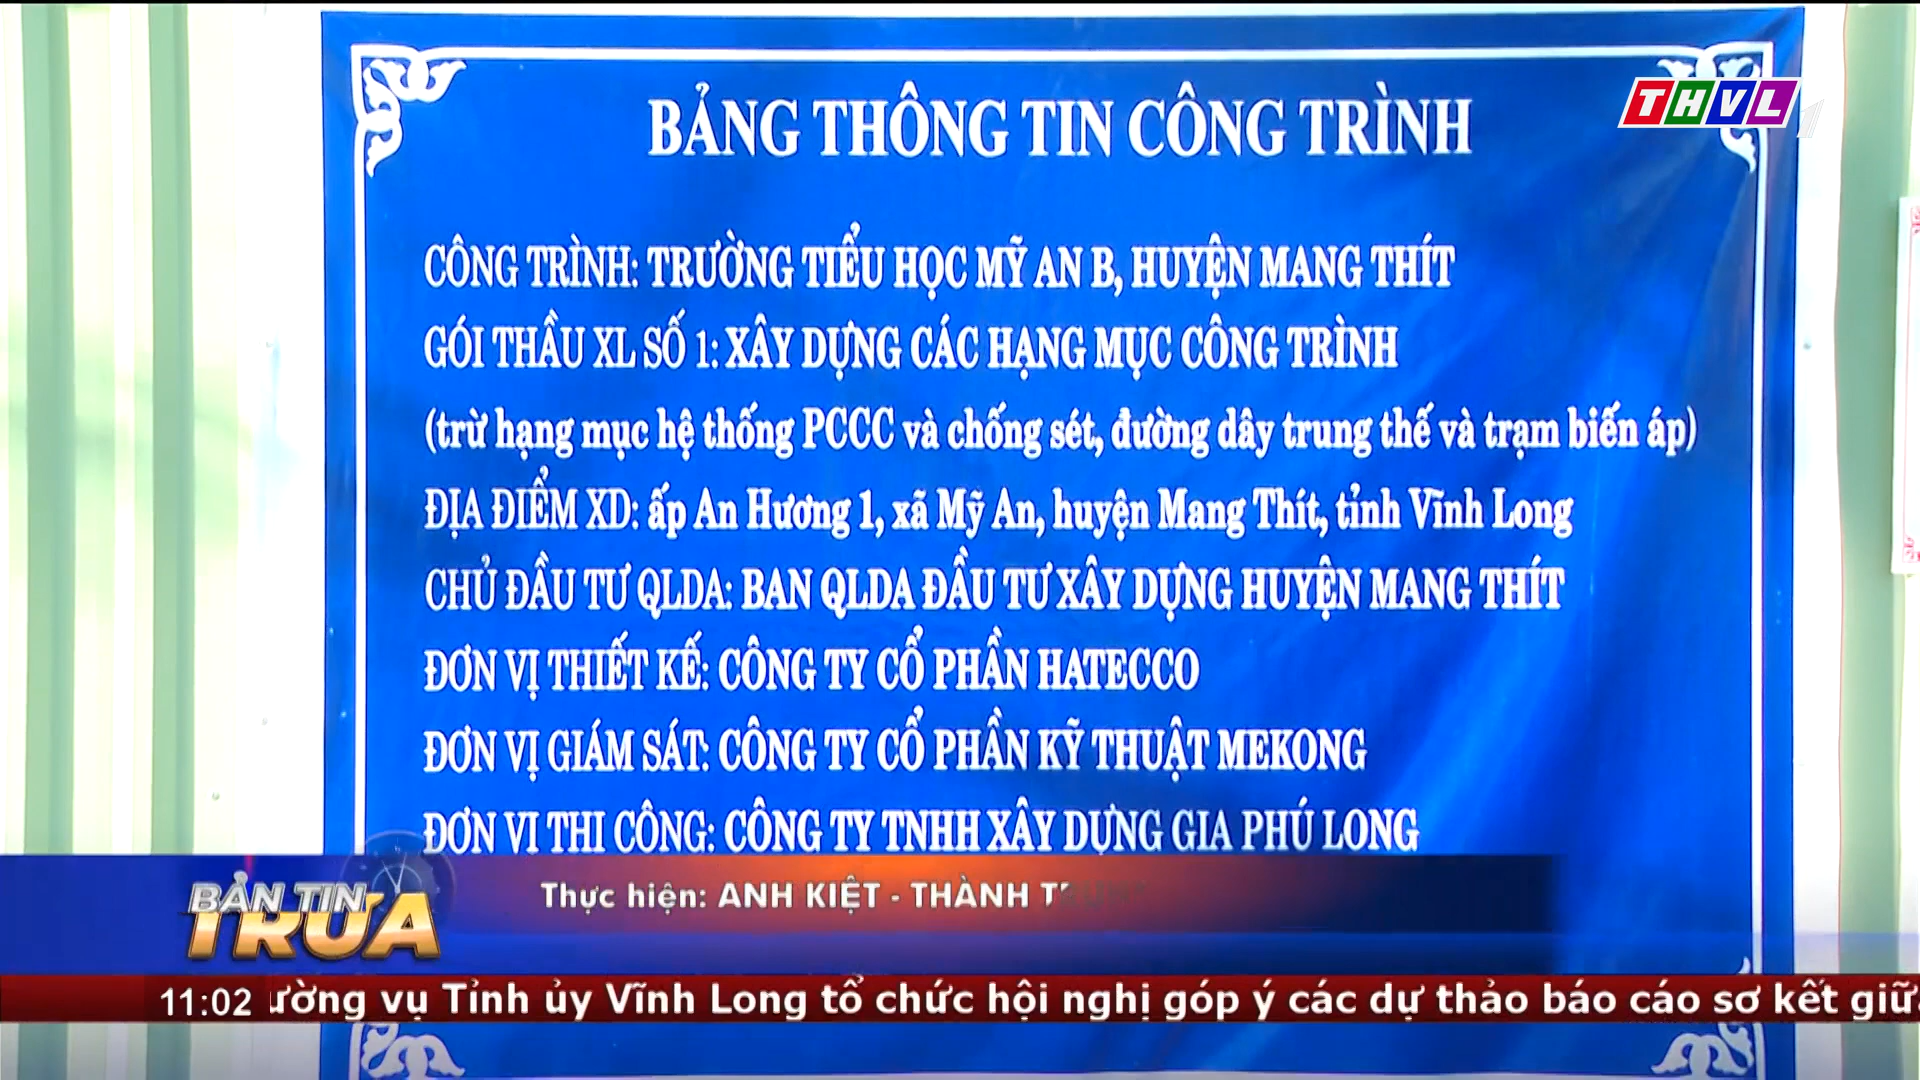 BẢNG THÔNG TIN CÔNG TRÌNH
THVL
CÔNG TRÌNH: TRƯỜNG TIỂU HỌC MỸ AN B, HUYỆN MANG THÍT
GÓI THẦU XL SỐ 1: XÂY DỰNG CÁC HẠNG MỤC CÔNG TRÌNH
(trừ hạng mục hệ thống PCCC và chống sét, đường dây trung thế và trạm biến áp)
ĐỊA ĐIỂM XD: ấp An Hương 1, xã Mỹ An, huyện Mang Thít, tỉnh Vĩnh Long
CHỦ ĐẦU TƯ QLDA: BAN QLDA ĐẦU TƯ XÂY DỰNG HUYỆN MANG THÍT
ĐƠN VỊ THIẾT KẾ: CÔNG TY CỔ PHẦN HATECCO
ĐƠN VỊ GIÁM SÁT: CÔNG TY CỔ PHẦN KỸ THUẬT MEKONG
ĐƠN VỊ THI CÔNG: CÔNG TY TNHH XÂY DỰNG GIA PHÚ LONG
BẢN TIN
TRƯA
Thực hiện: ANH KIỆT - THÀNH
11:02 ường vụ Tỉnh ủy Vĩnh Long tổ chức hội nghị góp ý các dự thảo báo cáo sơ kết giữ